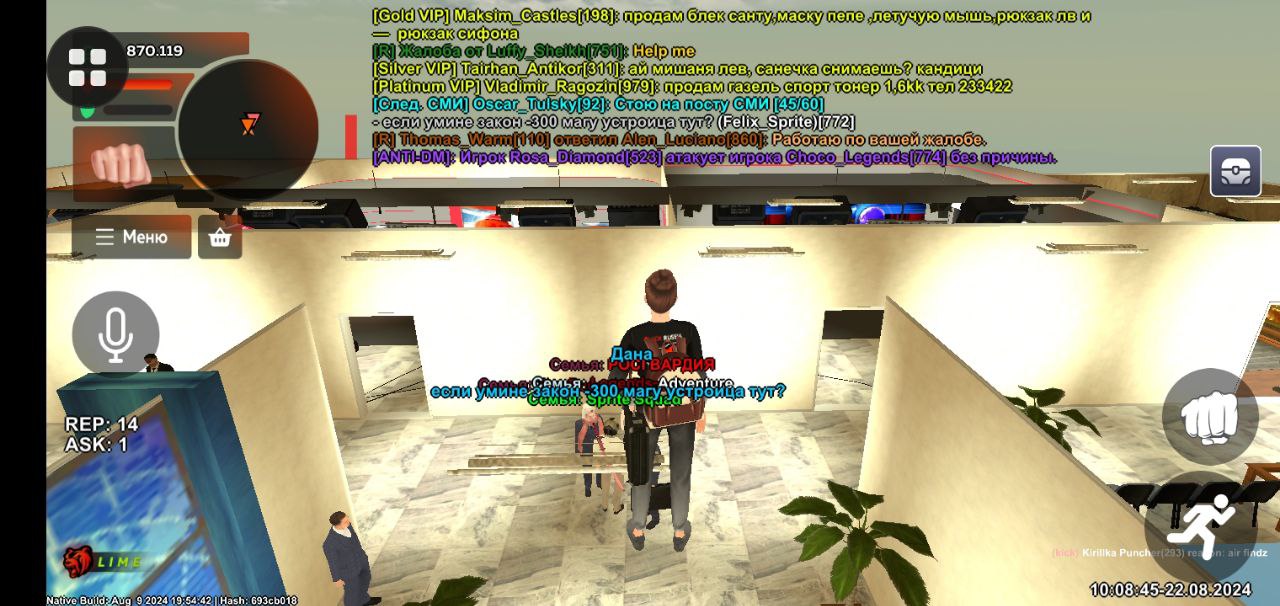 [Gold VIP] Maksim_Castles[198]: продам блек санту,маску пепе ,летучую мышь,рюкзак лв и
— рюкзак сифона
870.119
[R] Жалоба от Luffy_Sheikh[751]: Help me
[Silver VIP] Tairhan_Antikor[311]: ай мишаня лев, санечка снимаешь? кандици
[Platinum VIP] Vladimir_Ragozin[979]: продам газель спорт тонер 1,6kk тел 233422
[След. СМИ] Oscar_Tulsky[92]: Стою на посту СМИ [45/60]
- если умине закон -300 магу устроица тут? (Felix_Sprite)[772]
[R] Thomas_Warm[110] ответил Alen_Luciano[860]: Работаю по вашей жалобе.
[ANTI-DM]: Игрок Rosa_Diamond[523] атакует игрока Choco_Legends[774] без причины.
Меню
Дана
Семья: РОСГВАРДИЯ
Семья: Adventure
если умине закон -300 магу устроица тут?
Семья: Sprite Squad
REP: 14
ASK: 1
LIME
(kick) Kirillka Puncher(293) reason: air findz
10:08:45-22.08.2024
Native Build: Aug 9 2024 19:54:42 | Hash: 693cb018